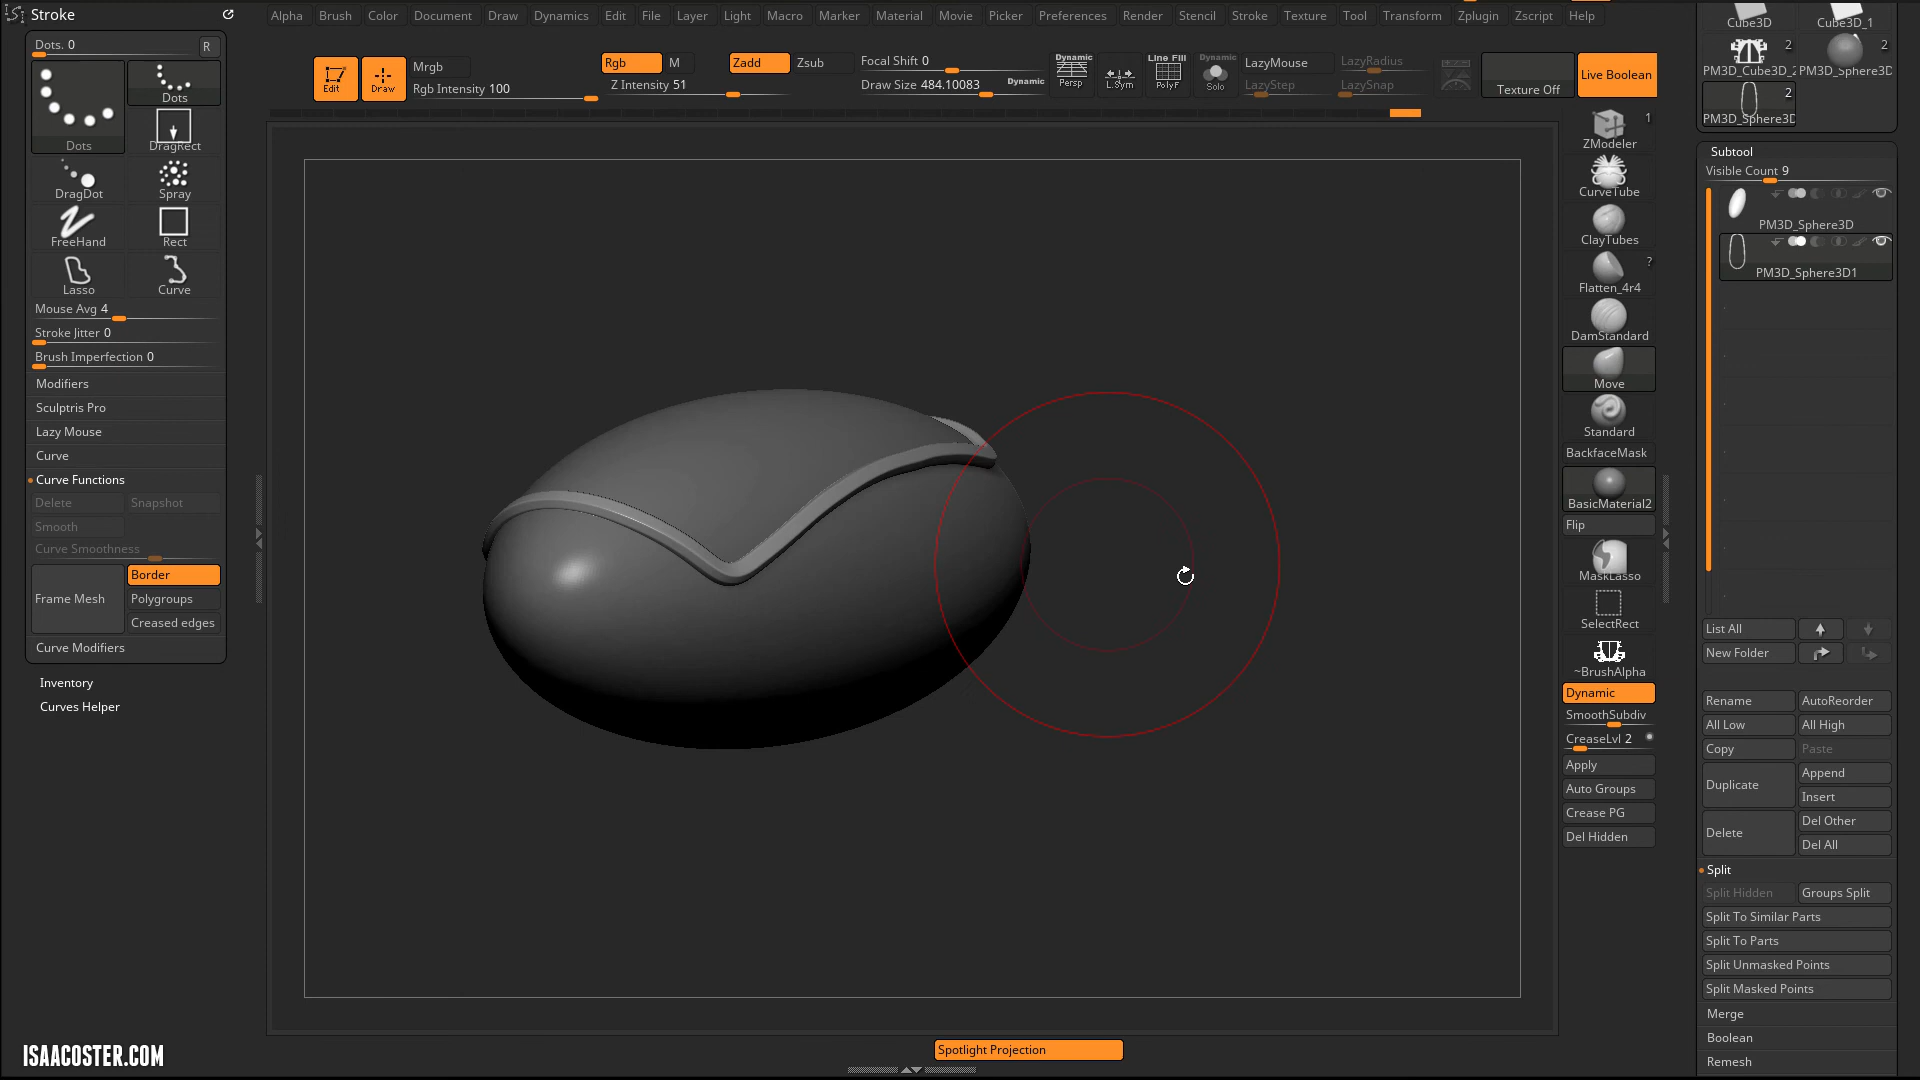 Stroke
Alpha Brush Color Document Draw Dynamics Edit File Layer Light Macro Marker Material Movie Picker Preferences Render Stencil Stroke Texture Tool Transform Zplugin Zscript Help
Dots. 0
R
Dots
Dots
DragRect
DragDot
Spray
FreeHand
Rect
Lasso
Curve
Mouse Avg 4
Stroke Jitter 0
Brush Imperfection 0
Modifiers
Sculptris Pro
Lazy Mouse
Curve
Curve Functions
Delete
Snapshot
Smooth
Curve Smoothness
Frame Mesh
Border
Polygroups
Creased edges
Curve Modifiers
Inventory
Curves Helper
Edit
Draw
Mrgb
Rgb Intensity 100
Rgb
M
Zadd
Zsub
Z Intensity 51
Focal Shift 0
Draw Size 484.10083
Dynamic
Dynamic
Persp
L.Sym
Line Fill
PolyF
Dynamic
Solo
LazyMouse
LazyStep
LazyRadius
LazySnap
Texture Off
Live Boolean
ZModeler
1
CurveTube
ClayTubes
Flatten_4r4
?
DamStandard
Move
Standard
BackfaceMask
BasicMaterial2
Flip
MaskLasso
SelectRect
~BrushAlpha
Dynamic
SmoothSubdiv
CreaseLvl 2
Apply
Auto Groups
Crease PG
Del Hidden
Cube3D
Cube3D_1
2
2
PM3D_Cube3D_2
PM3D_Sphere3D
2
PM3D_Sphere3D
Subtool
Visible Count 9
PM3D_Sphere3D
PM3D_Sphere3D1
List All
New Folder
Rename
AutoReorder
All Low
All High
Copy
Paste
Duplicate
Append
Insert
Delete
Del Other
Del All
Split
Split Hidden
Groups Split
Split To Similar Parts
Split To Parts
Split Unmasked Points
Split Masked Points
Merge
Boolean
Remesh
Spotlight Projection
ISAACOSTER.COM